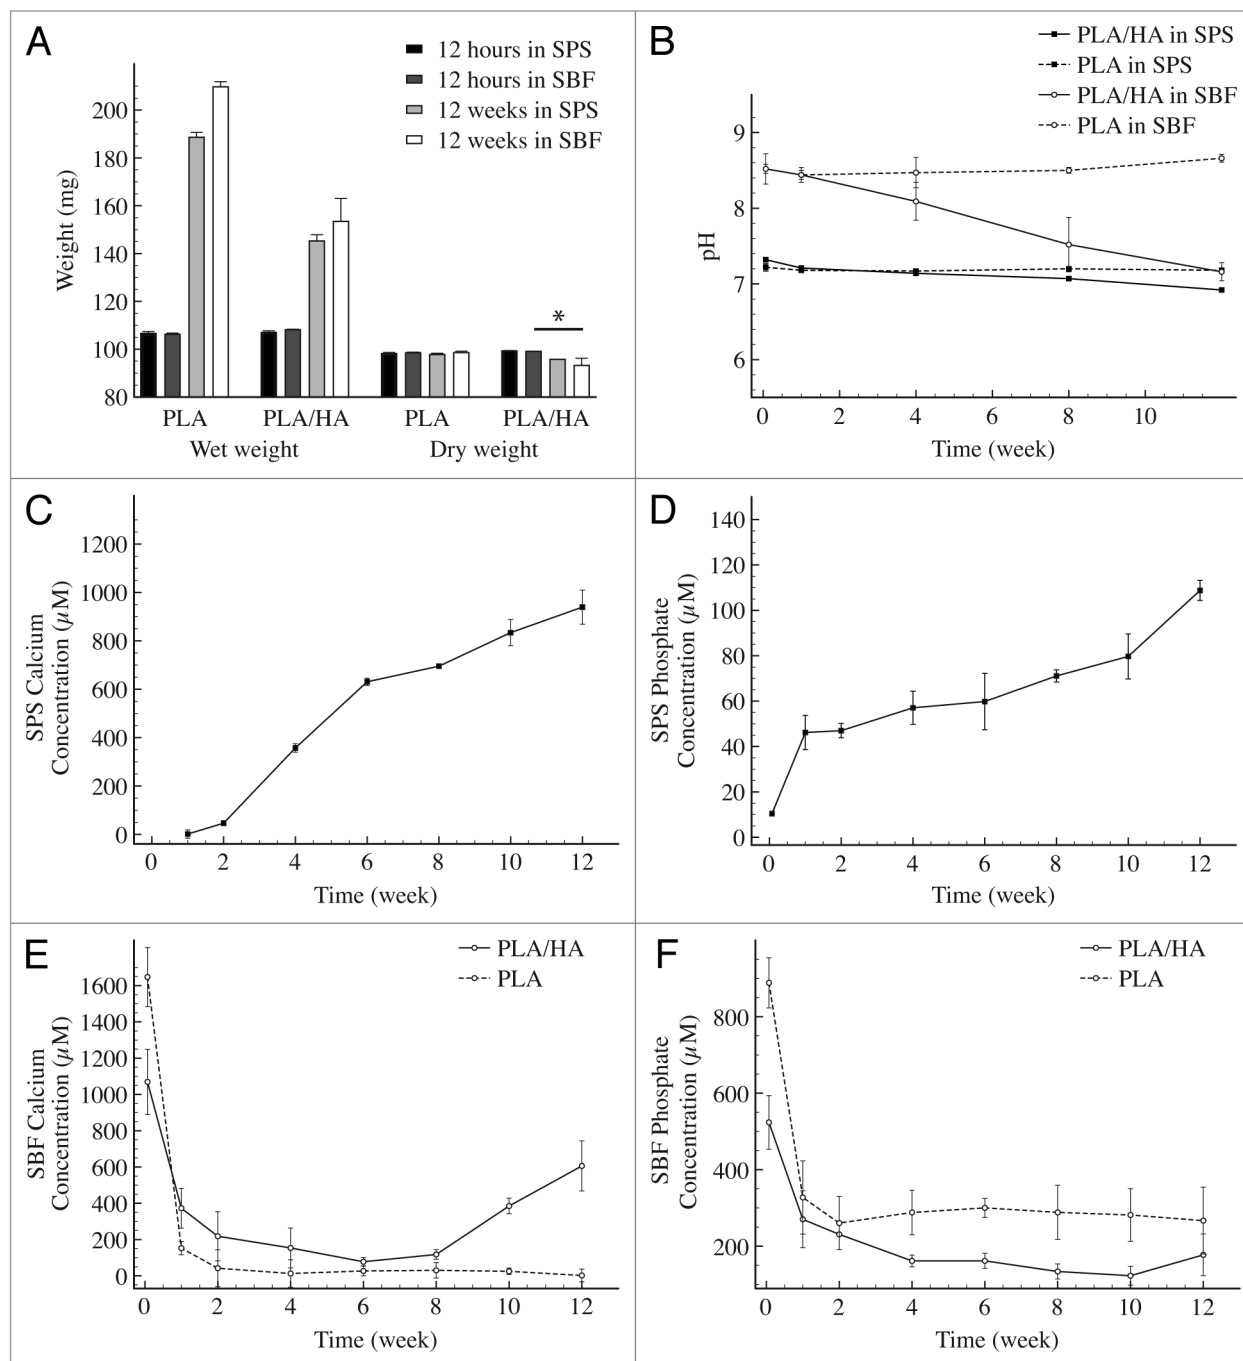 A
12 hours in SPS
12 hours in SBF
12 weeks in SPS
12 weeks in SBF
Weight (mg)
200
180
160
140
120
100
80
*
PLA PLA/HA PLA PLA/HA
Wet weight Dry weight
B
PLA/HA in SPS
PLA in SPS
PLA/HA in SBF
PLA in SBF
pH
9
8
7
6
0 2 4 6 8 10
Time (week)
C
SPS Calcium
Concentration (μM)
1200
1000
800
600
400
200
0
0 2 4 6 8 10 12
Time (week)
D
SPS Phosphate
Concentration (μM)
140
120
100
80
60
40
20
0
0 2 4 6 8 10 12
Time (week)
E
PLA/HA
PLA
SBF Calcium
Concentration (μM)
1600
1400
1200
1000
800
600
400
200
0
0 2 4 6 8 10 12
Time (week)
F
PLA/HA
PLA
SBF Phosphate
Concentration (μM)
800
600
400
200
0 2 4 6 8 10 12
Time (week)